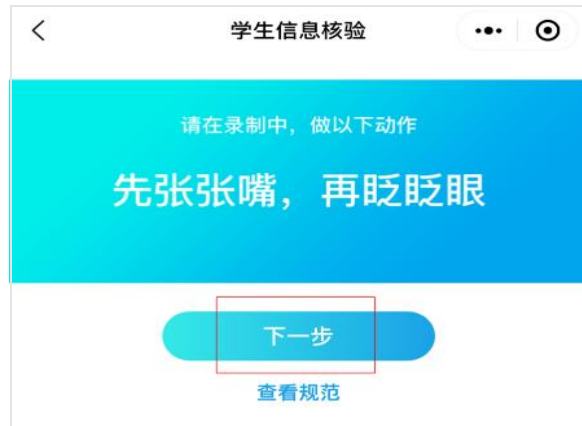 学生信息核验
请在录制中，做以下动作
先张张嘴，再眨眨眼
下一步
查看规范